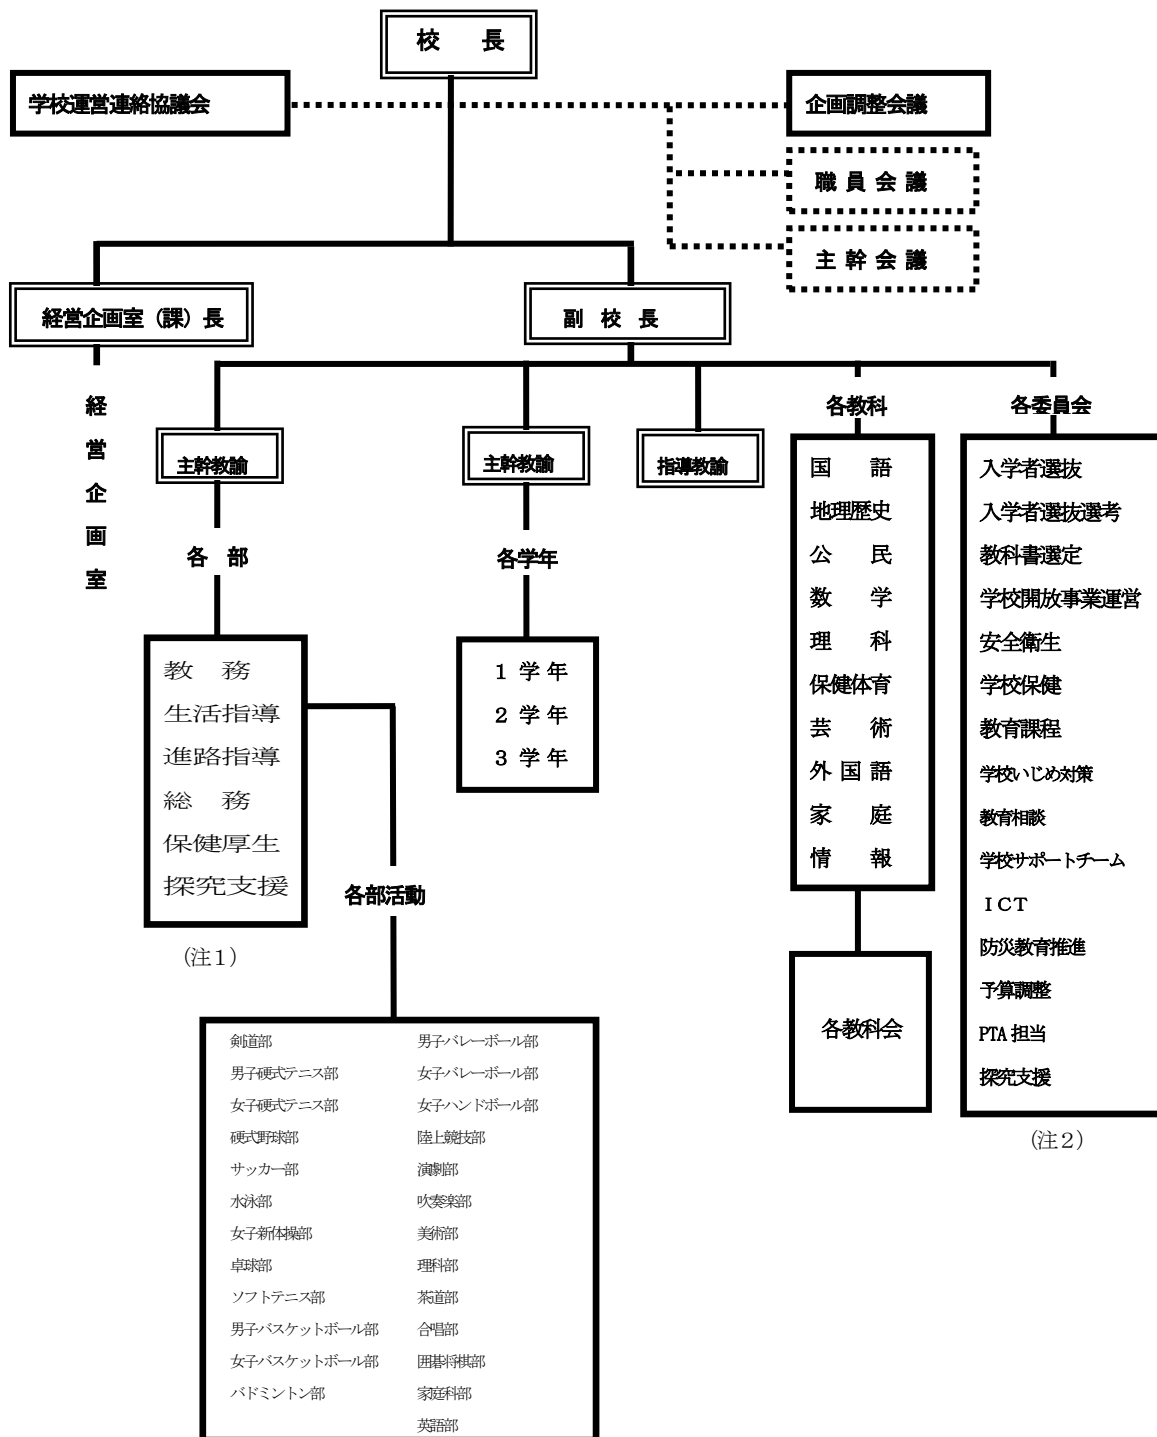 校　長
学校運営連絡協議会
企画調整会議
職員会議
主幹会議
経営企画室（課）長
副校長
経営企画室
各教科
各委員会
主幹教諭
主幹教諭
指導教諭
各　部
各学年
教　務
生活指導
進路指導
総　務
保健厚生
探究支援
（注１）
１学年
２学年
３学年
国　語
地理歴史
公　民
数　学
理　科
保健体育
芸　術
外国語
家　庭
情　報
各教科会
入学者選抜
入学者選抜選考
教科書選定
学校開放事業運営
安全衛生
学校保健
教育課程
学校いじめ対策
教育相談
学校サポートチーム
ＩＣＴ
防災教育推進
予算調整
PTA 担当
探究支援
（注２）
各部活動
剣道部
男子硬式テニス部
女子硬式テニス部
硬式野球部
サッカー部
水泳部
女子新体操部
卓球部
ソフトテニス部
男子バスケットボール部
女子バスケットボール部
バドミントン部
男子バレーボール部
女子バレーボール部
女子ハンドボール部
陸上競技部
演劇部
吹奏楽部
美術部
理科部
茶道部
合唱部
囲碁将棋部
家庭科部
英語部